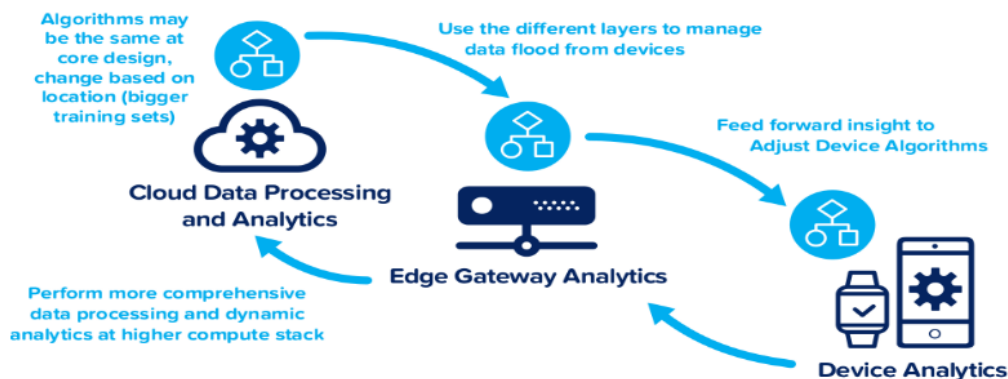 Algorithms may
be the same at
core design,
change based on
location (bigger
training sets)
Use the different layers to manage
data flood from devices
Feed forward insight to
Adjust Device Algorithms
Cloud Data Processing
and Analytics
Edge Gateway Analytics
Perform more comprehensive
data processing and dynamic
analytics at higher compute stack
Device Analytics